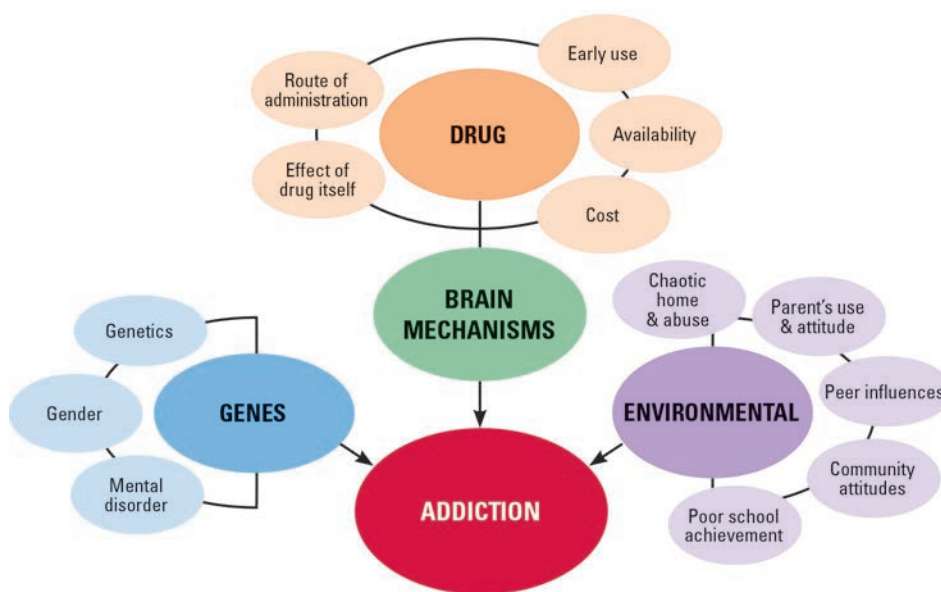 Early use
Route of
administration
DRUG
Availability
Effect of
drug itself
Cost
BRAIN
MECHANISMS
Chaotic
home
& abuse
Parent's use
& attitude
Genetics
Gender
GENES
ENVIRONMENTAL
Peer influences
Mental
disorder
Community
attitudes
ADDICTION
Poor school
achievement